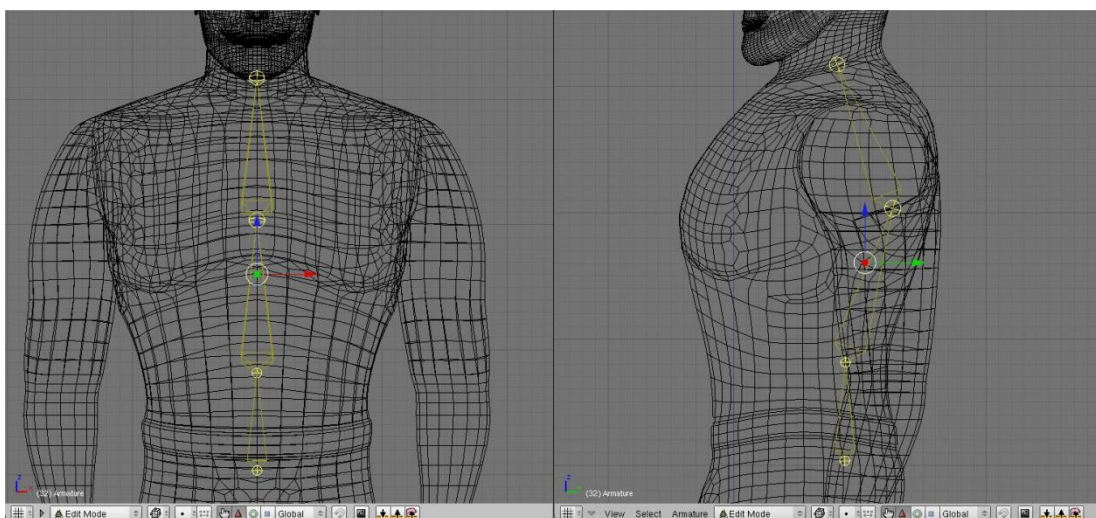 z
x
(32) Armature
Edit Mode
Global
z
y
(32) Armature
View Select Armature
Edit Mode
Global